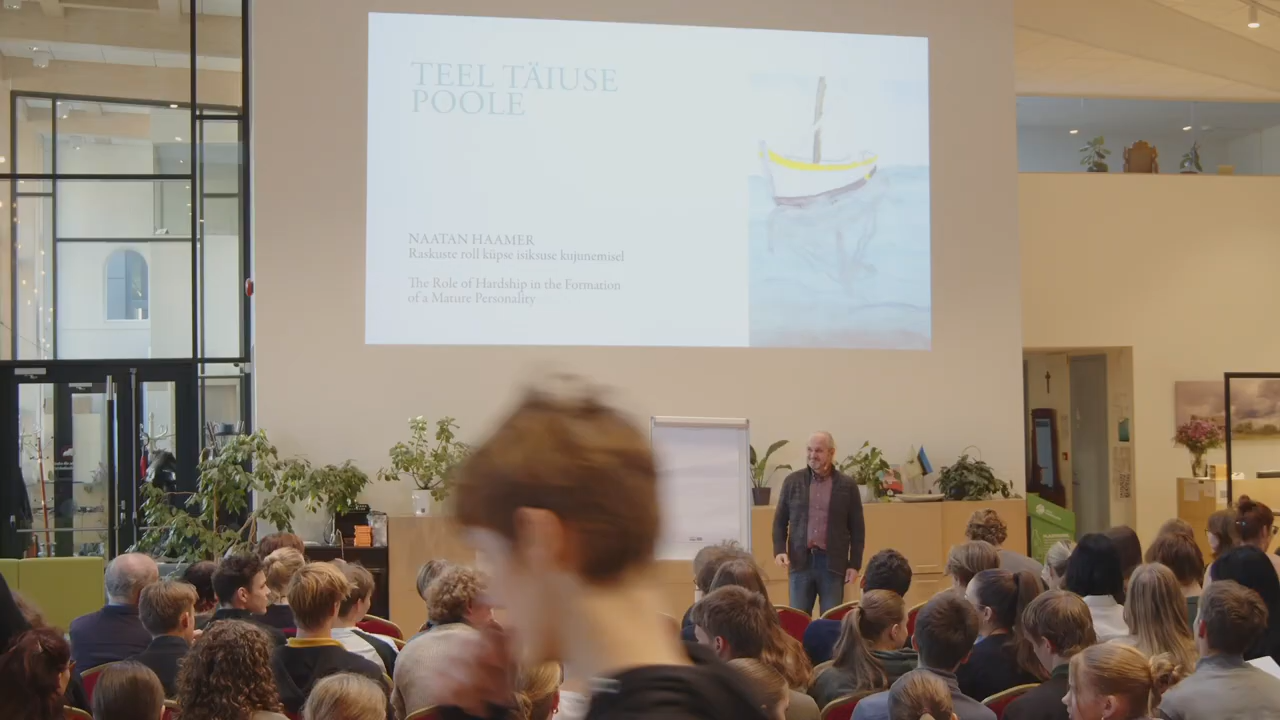 TEEL TÄIUSE
POOLE
NAATAN HAAMER
Raskuste roll küpse isiksuse kujunemisel
The Role of Hardship in the Formation
of a Mature Personality